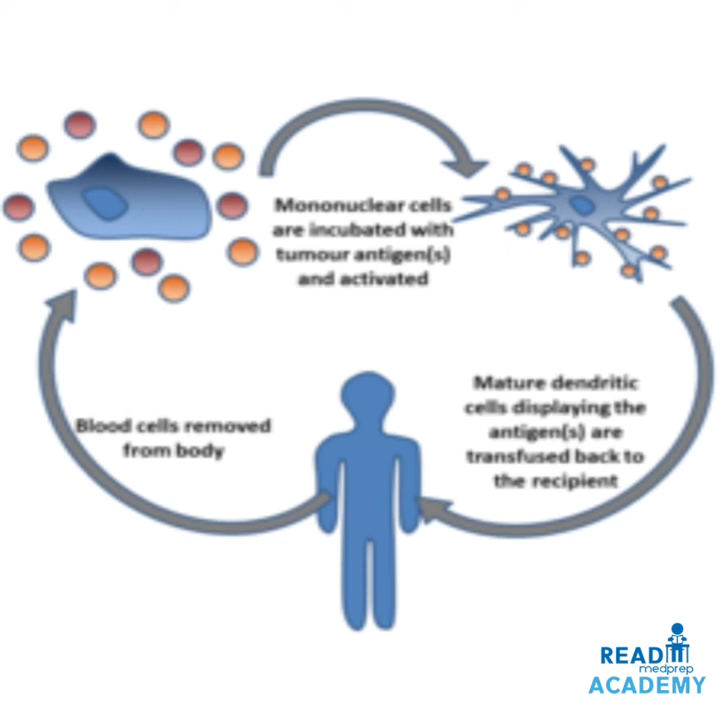 Mononuclear cells
are incubated with
tumour antigen(s)
and activated
Mature dendritic
cells displaying the
antigen(s) are
transfused back to
the recipient
Blood cells removed
from body
READ
medprep
ACADEMY